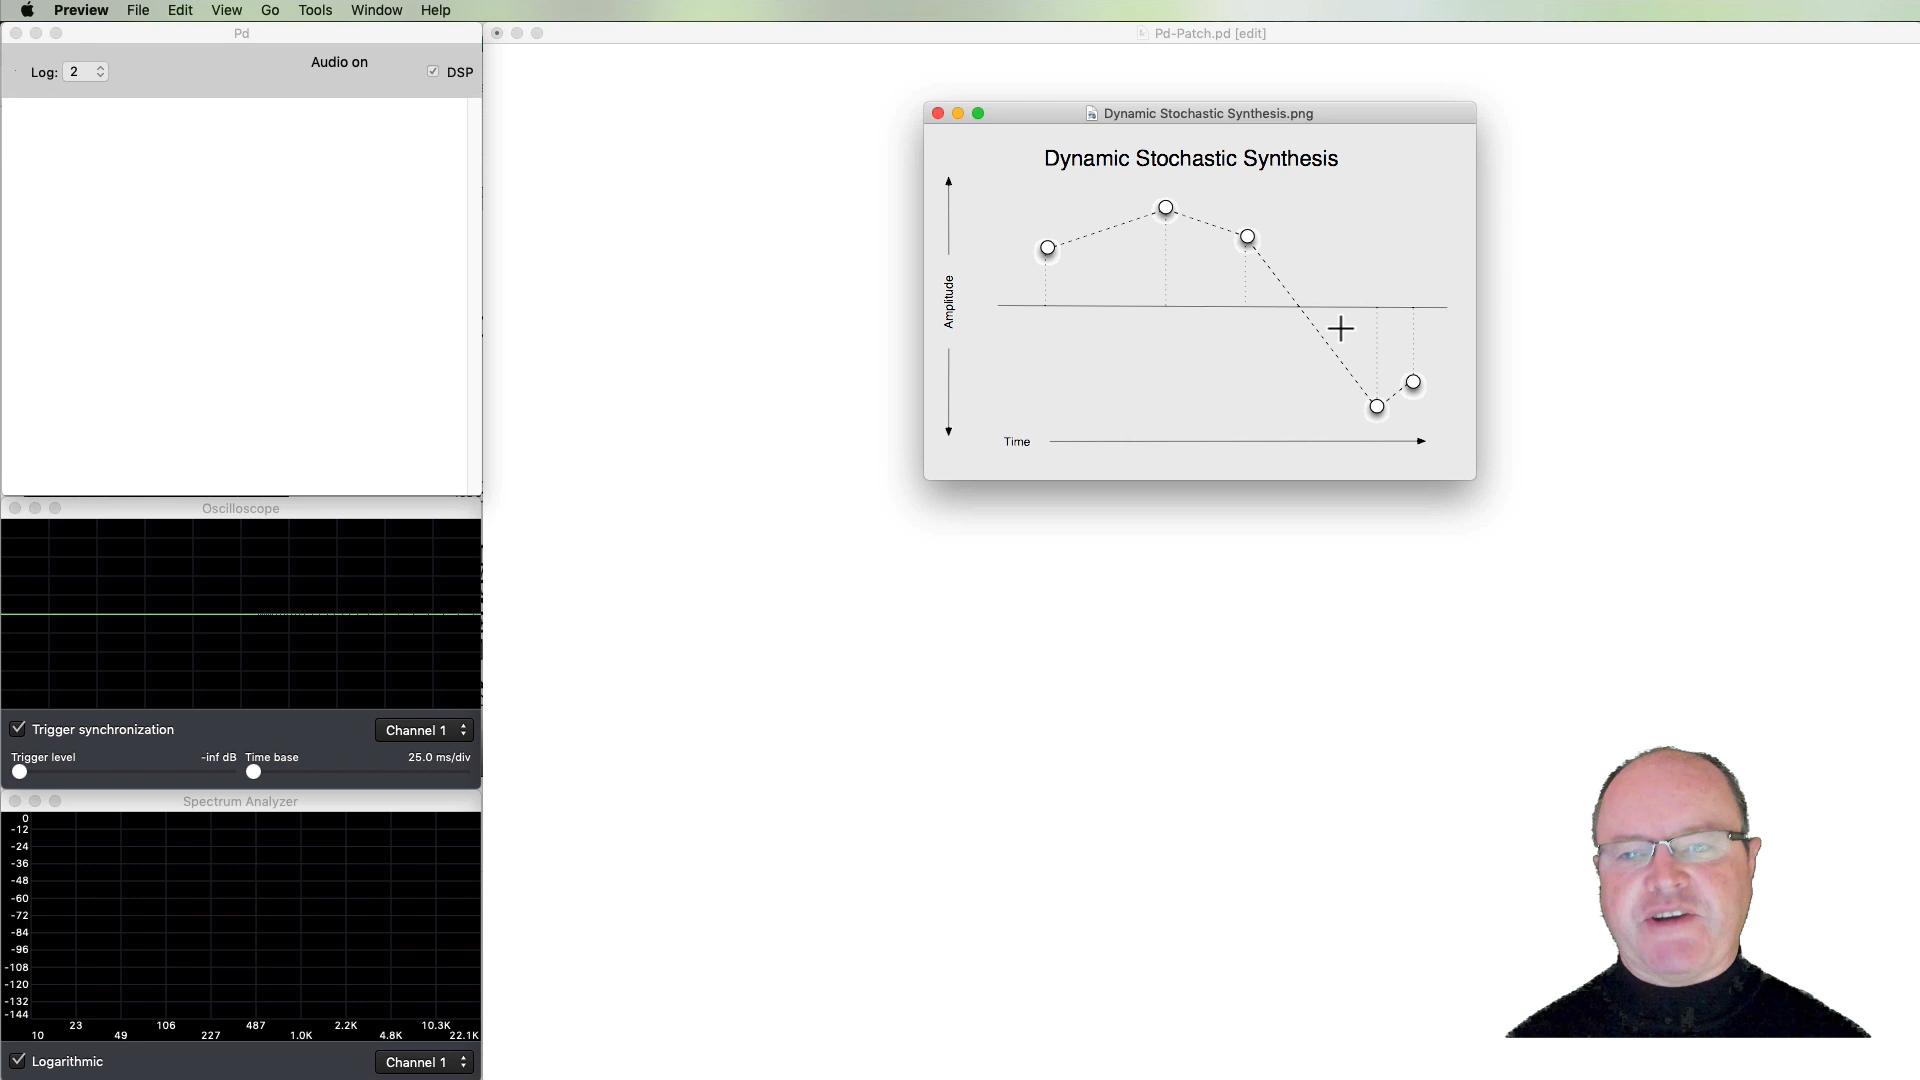 Preview File Edit View Go Tools Window Help
Pd
Pd-Patch.pd [edit]
Log: 2
Audio on
DSP
Dynamic Stochastic Synthesis.png
Dynamic Stochastic Synthesis
Amplitude
Time
Oscilloscope
Trigger synchronization
Channel 1
Trigger level -inf dB
Time base 25.0 ms/div
Spectrum Analyzer
0
-12
-24
-36
-48
-60
-72
-84
-96
-108
-120
-132
-144
23 106 487 2.2K 10.3K
10 49 227 1.0K 4.8K 22.1K
Logarithmic
Channel 1